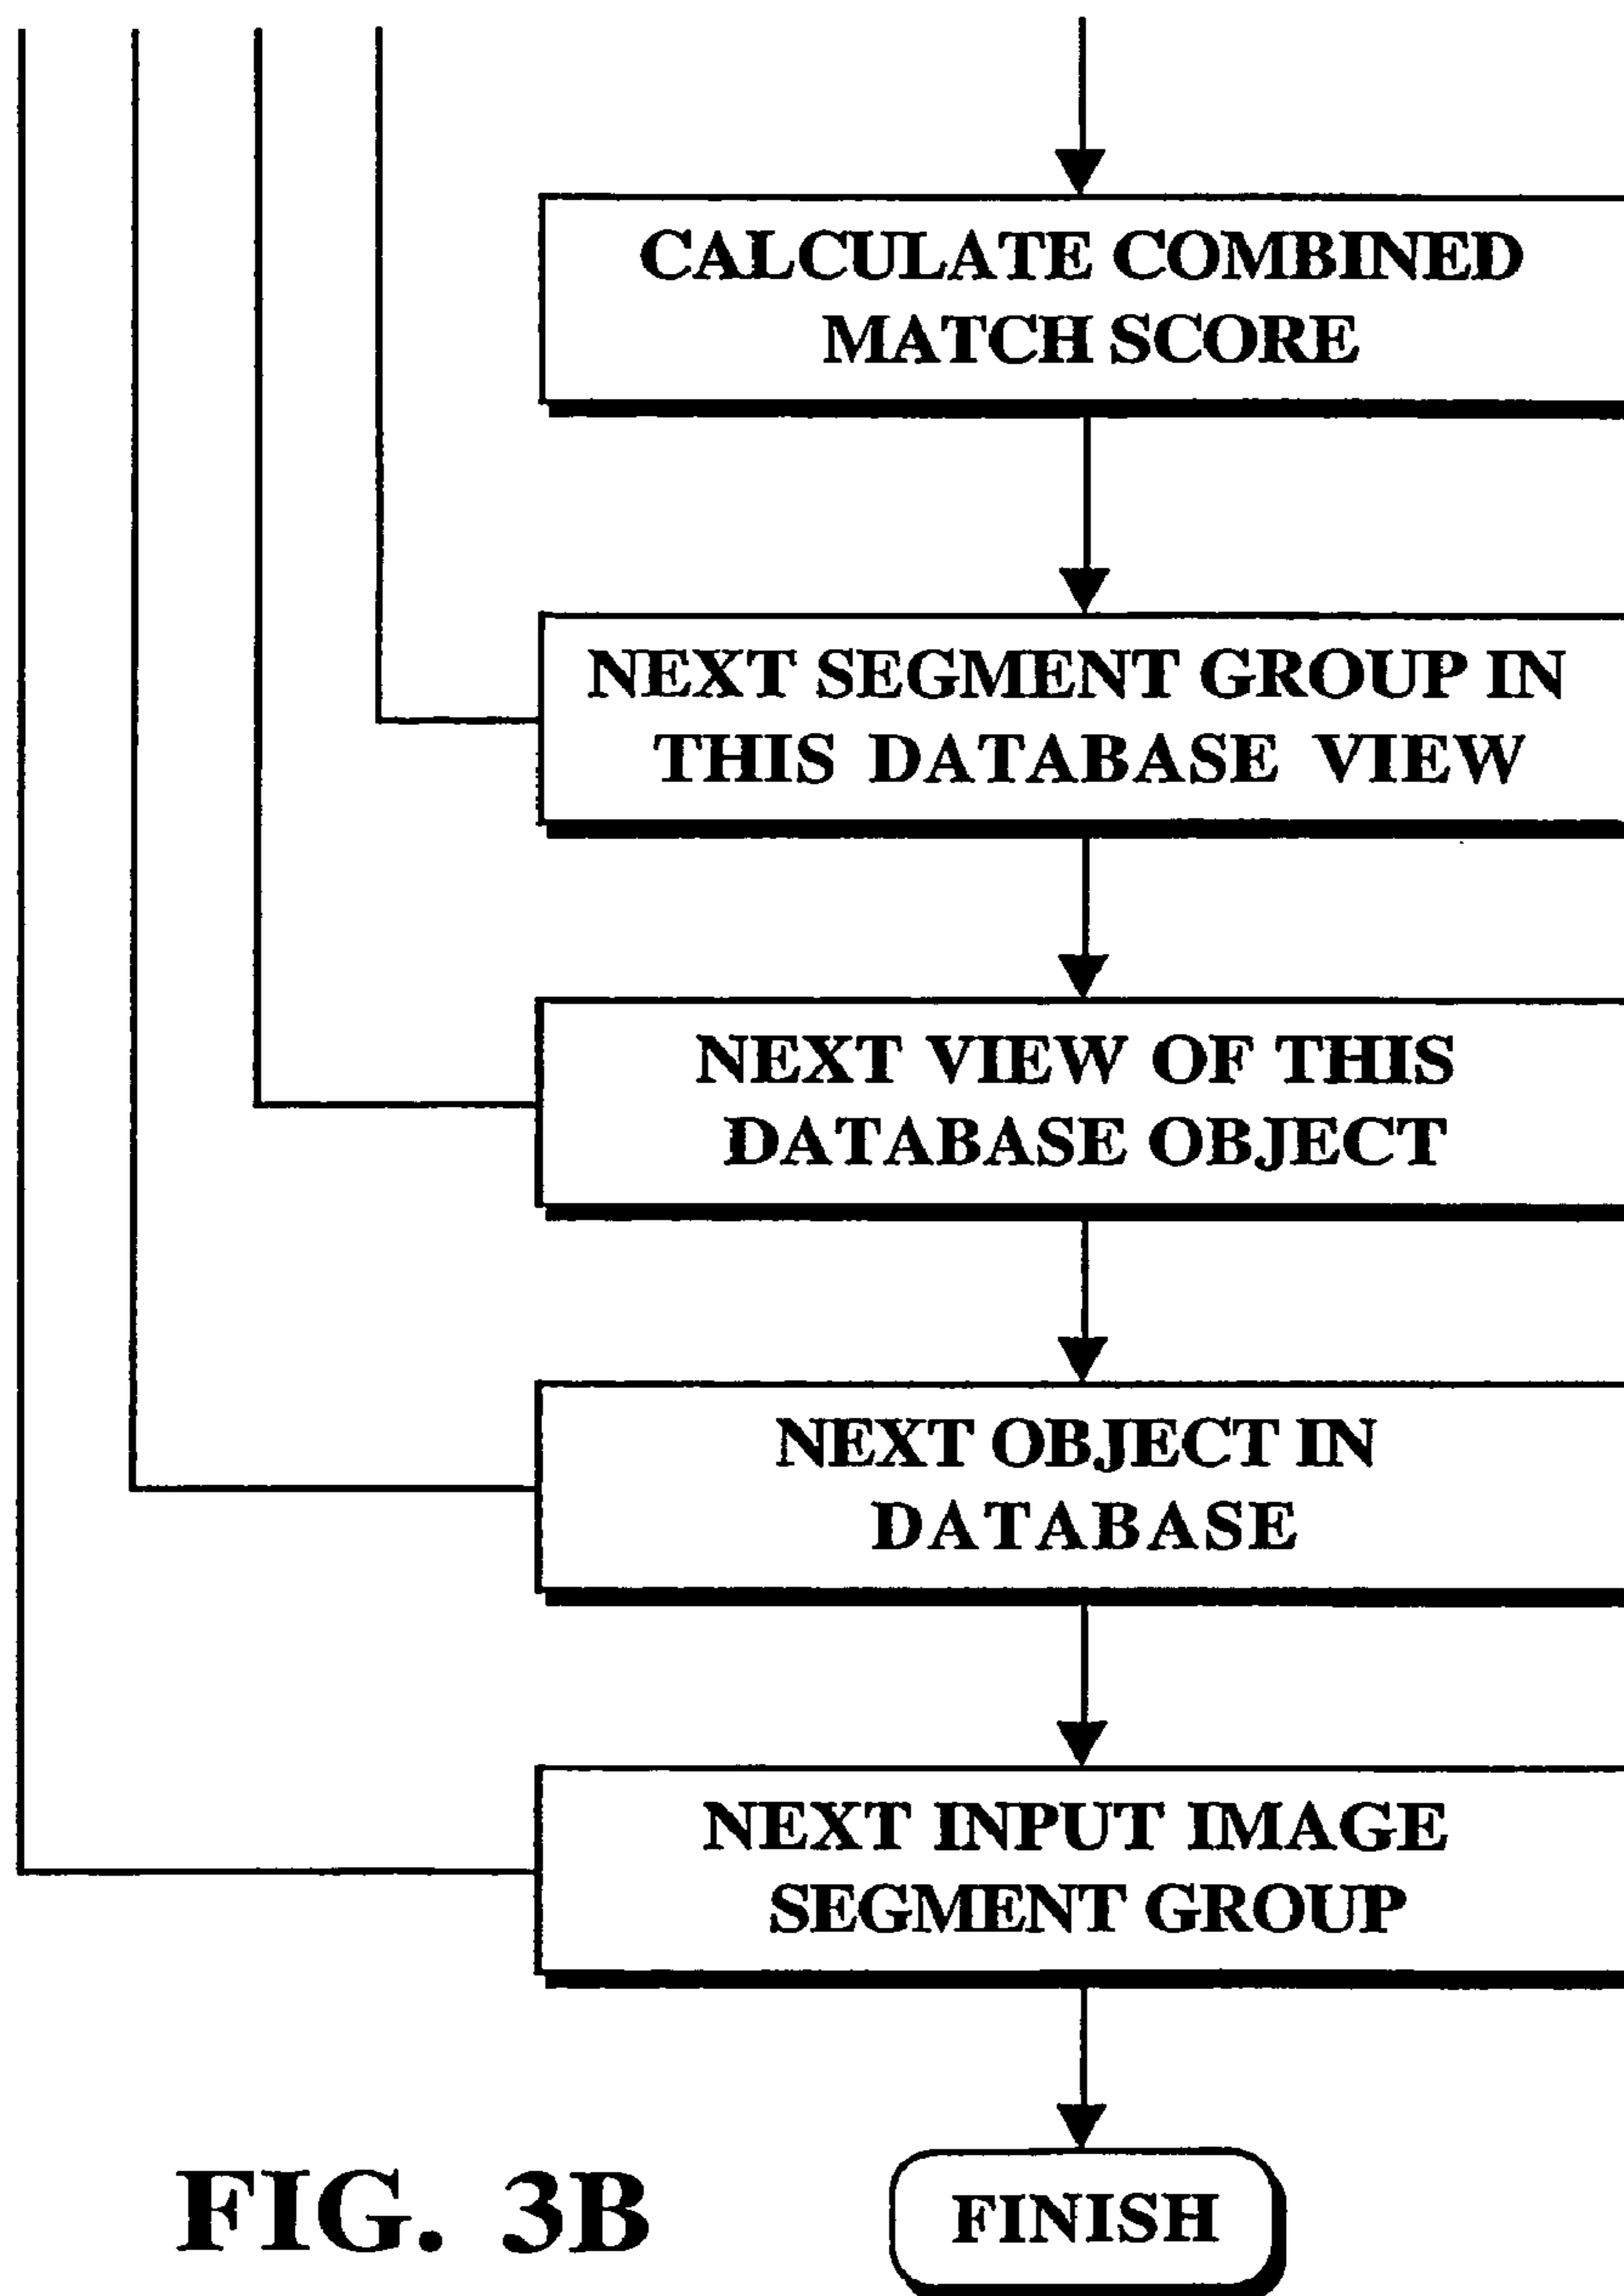 CALCULATE COMBINED
MATCH SCORE
NEXT SEGMENT GROUP IN
THIS DATABASE VIEW
NEXT VIEW OF THIS
DATABASE OBJECT
NEXT OBJECT IN
DATABASE
NEXT INPUT IMAGE
SEGMENT GROUP
FINISH
FIG. 3B